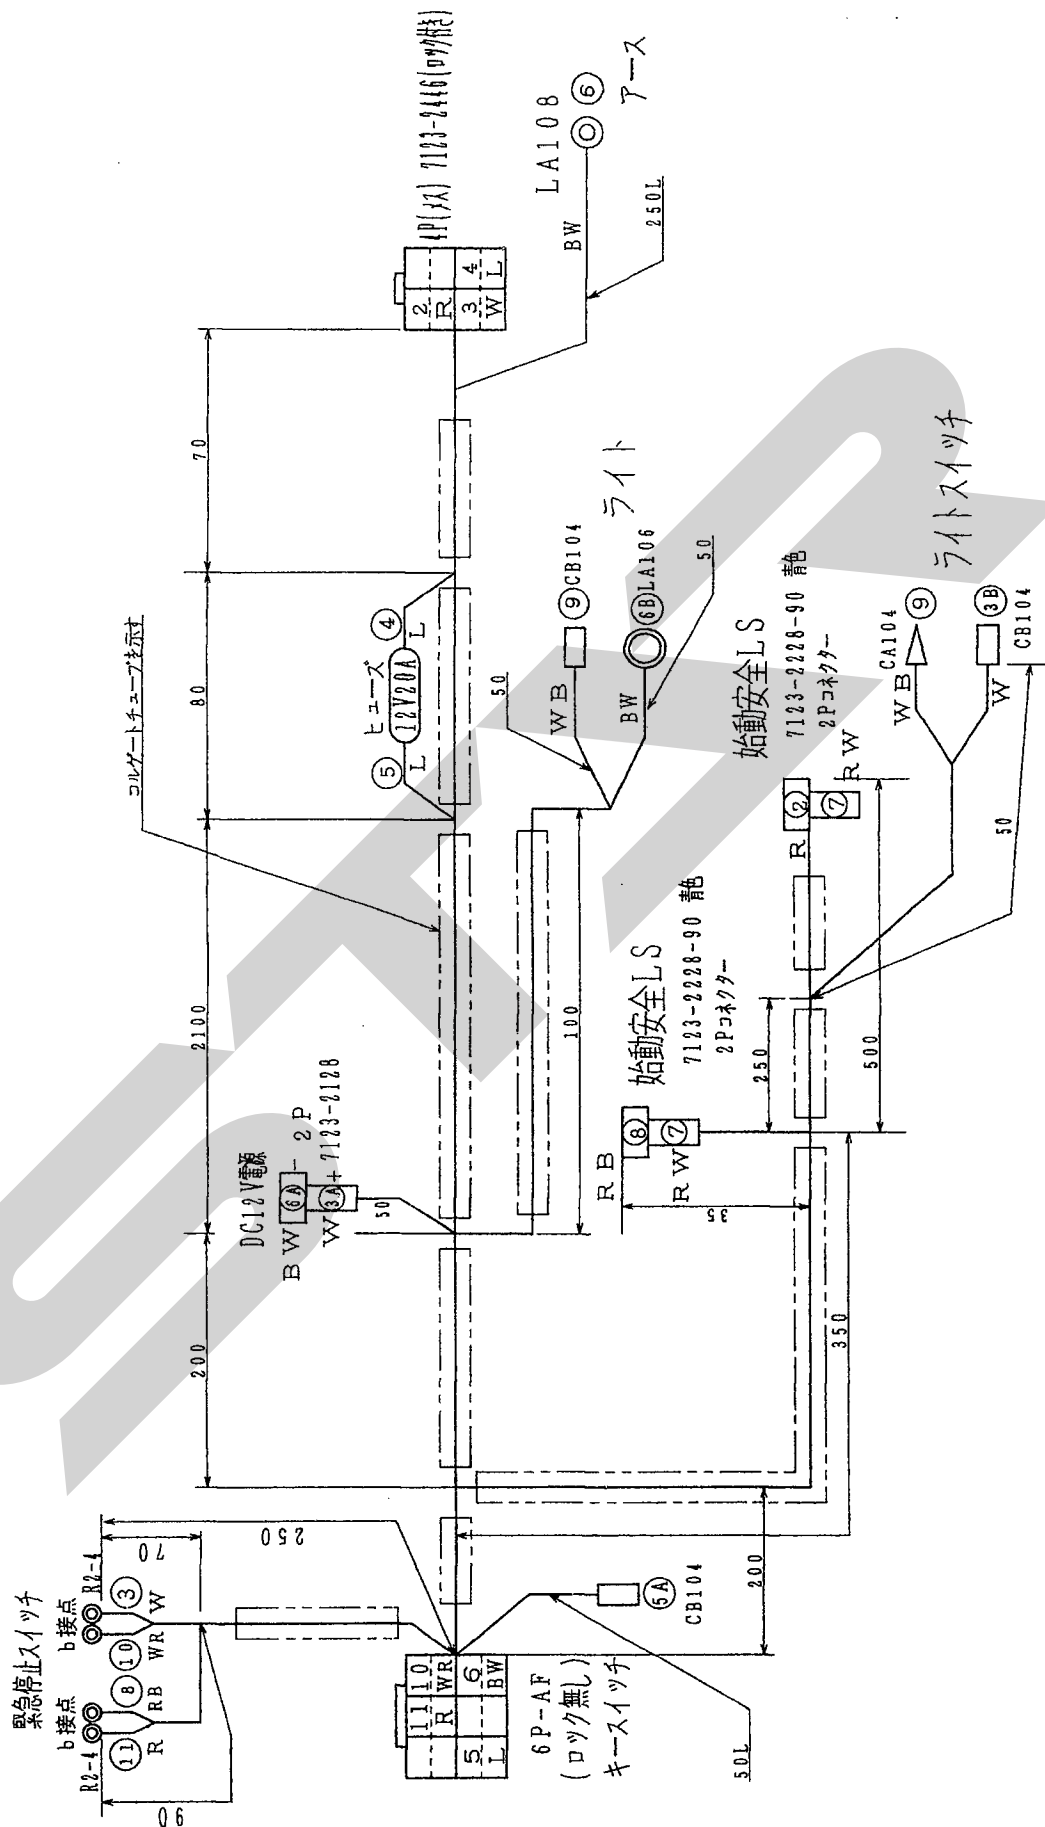 4P(メス) 7123-2446(ロック付き)
2
R
3
W
4
L
LA108
6
アース
BW
250L
70
80
2100
200
コルゲートチューブを示す
ヒューズ
12V20A
4
L
5
L
ライト
9
CB104
6B
LA106
WB
BW
50
50
100
DC12V電源
BW
6A
- 2P
W
3A
+ 7123-2128
50
始動安全LS
7123-2228-90 青色
2Pコネクター
R
2
7
RW
始動安全LS
7123-2228-90 青色
2Pコネクター
RB
8
RW
7
35
250
500
350
200
ライトスイッチ
WB
CA104
9
W
3B
CB104
50
緊急停止スイッチ
b接点
b接点
R2-4
R2-4
3
W
10
WR
8
RB
11
R
70
250
90
11
R
10
WR
5
L
6
BW
6P-AF
(ロック無し)
キースイッチ
5A
CB104
50L
STR